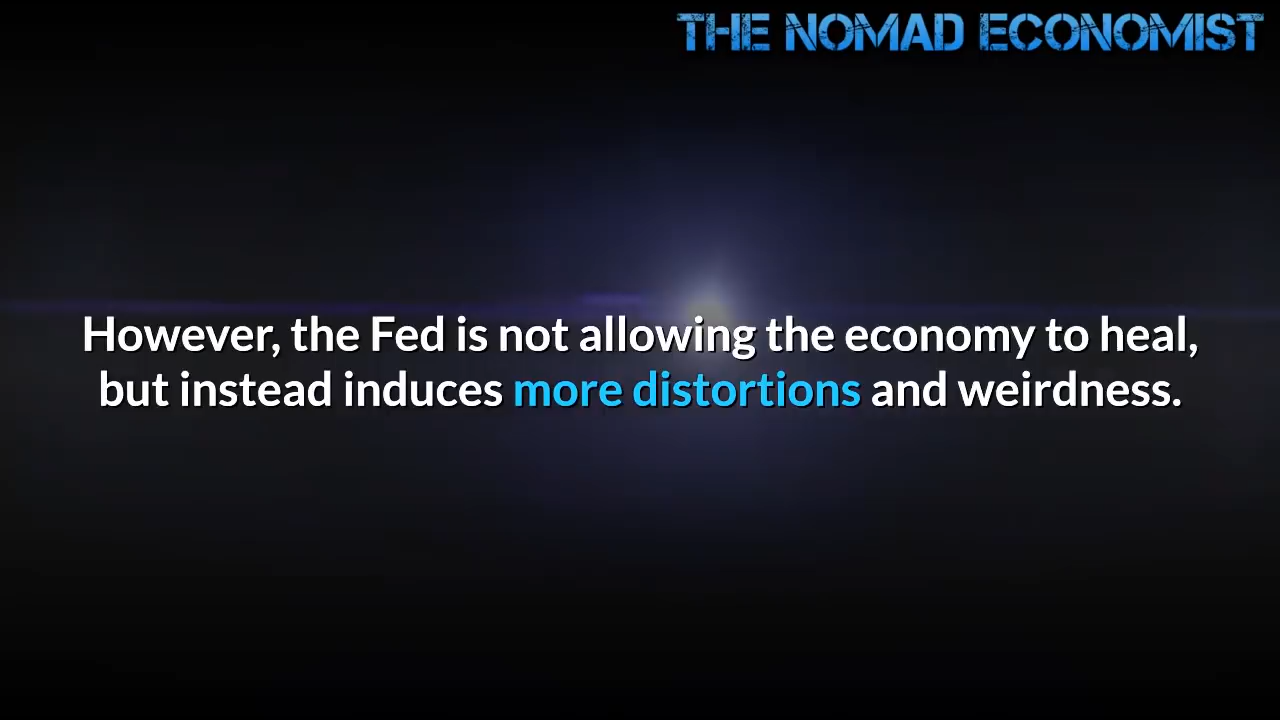 THE NOMAD ECONOMIST
However, the Fed is not allowing the economy to heal,
but instead induces more distortions and weirdness.